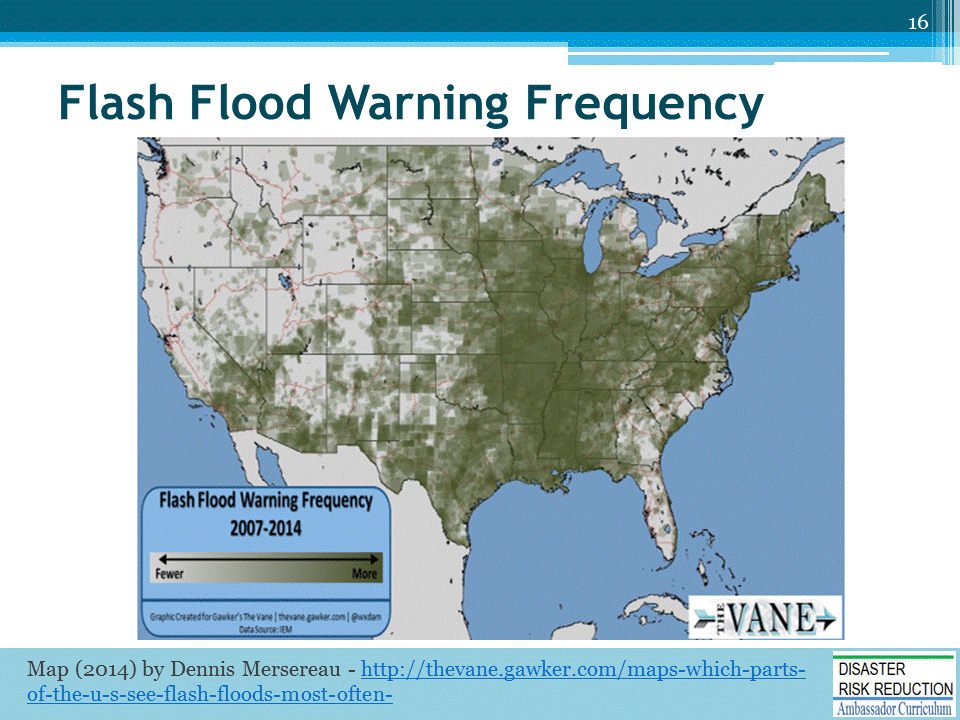 16
Flash Flood Warning Frequency
Flash Flood Warning Frequency
2007-2014
Fewer More
Graphic Created for Gawker's The Vane | thevane.gawker.com | @wxdam
Data Source: IEM
THE VANE
Map (2014) by Dennis Mersereau - http://thevane.gawker.com/maps-which-parts-
of-the-u-s-see-flash-floods-most-often-
DISASTER
RISK REDUCTION
Ambassador Curriculum